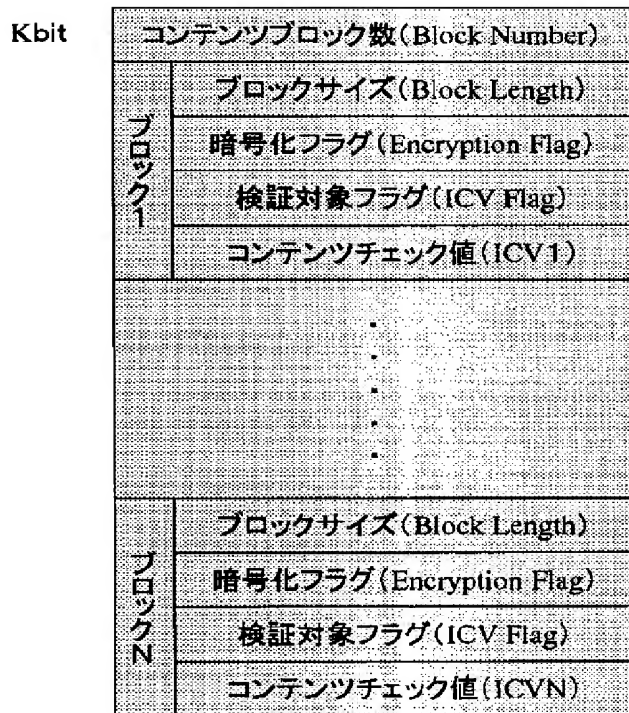 Kbit
コンテンツブロック数(Block Number)
ブロック1
ブロックサイズ(Block Length)
暗号化フラグ(Encryption Flag)
検証対象フラグ(ICV Flag)
コンテンツチェック値(ICV1)
ブロックN
ブロックサイズ(Block Length)
暗号化フラグ(Encryption Flag)
検証対象フラグ(ICV Flag)
コンテンツチェック値(ICVN)